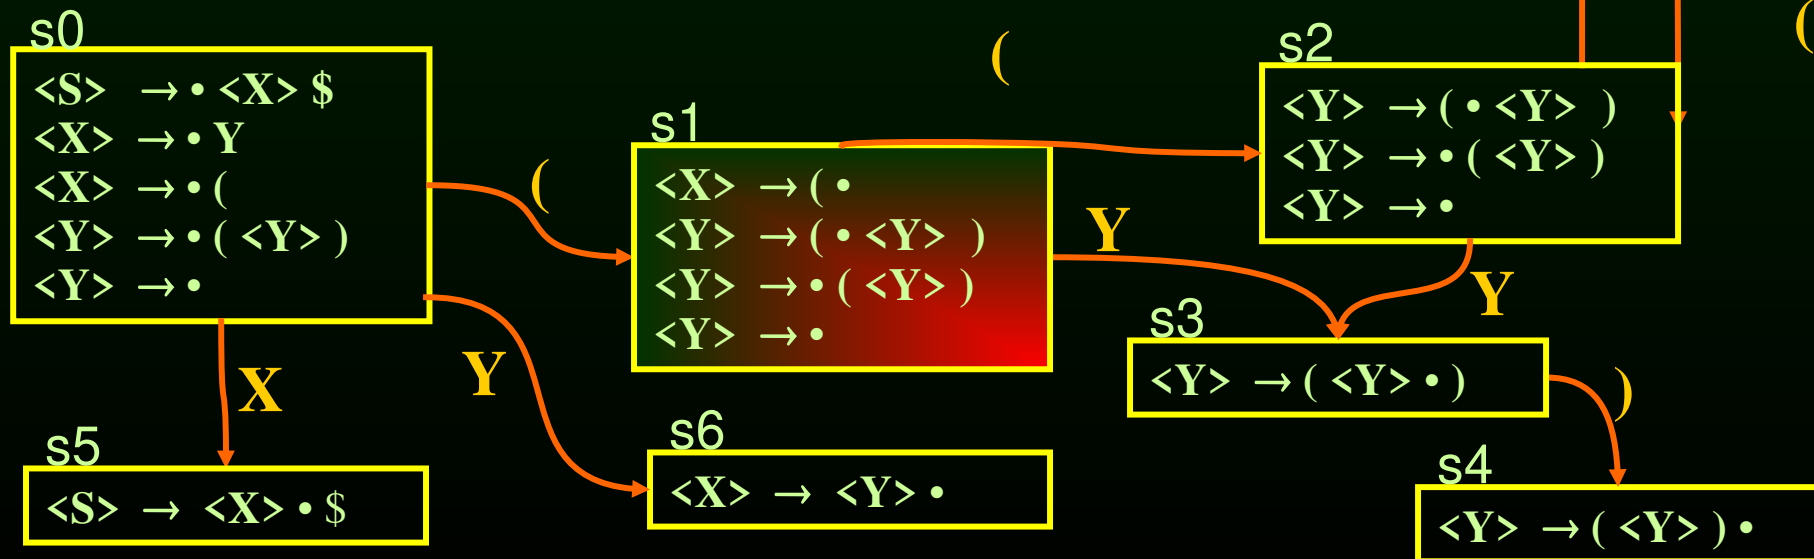 s0
<S> → • <X> $
<X> → • Y
<X> → • (
<Y> → • ( <Y> )
<Y> → •
(
s1
<X> → ( •
<Y> → ( • <Y> )
<Y> → • ( <Y> )
<Y> → •
(
s2
<Y> → ( • <Y> )
<Y> → • ( <Y> )
<Y> → •
(
Y
Y
s3
<Y> → ( <Y> • )
)
X
Y
s5
<S> → <X> • $
s6
<X> → <Y> •
s4
<Y> → ( <Y> ) •